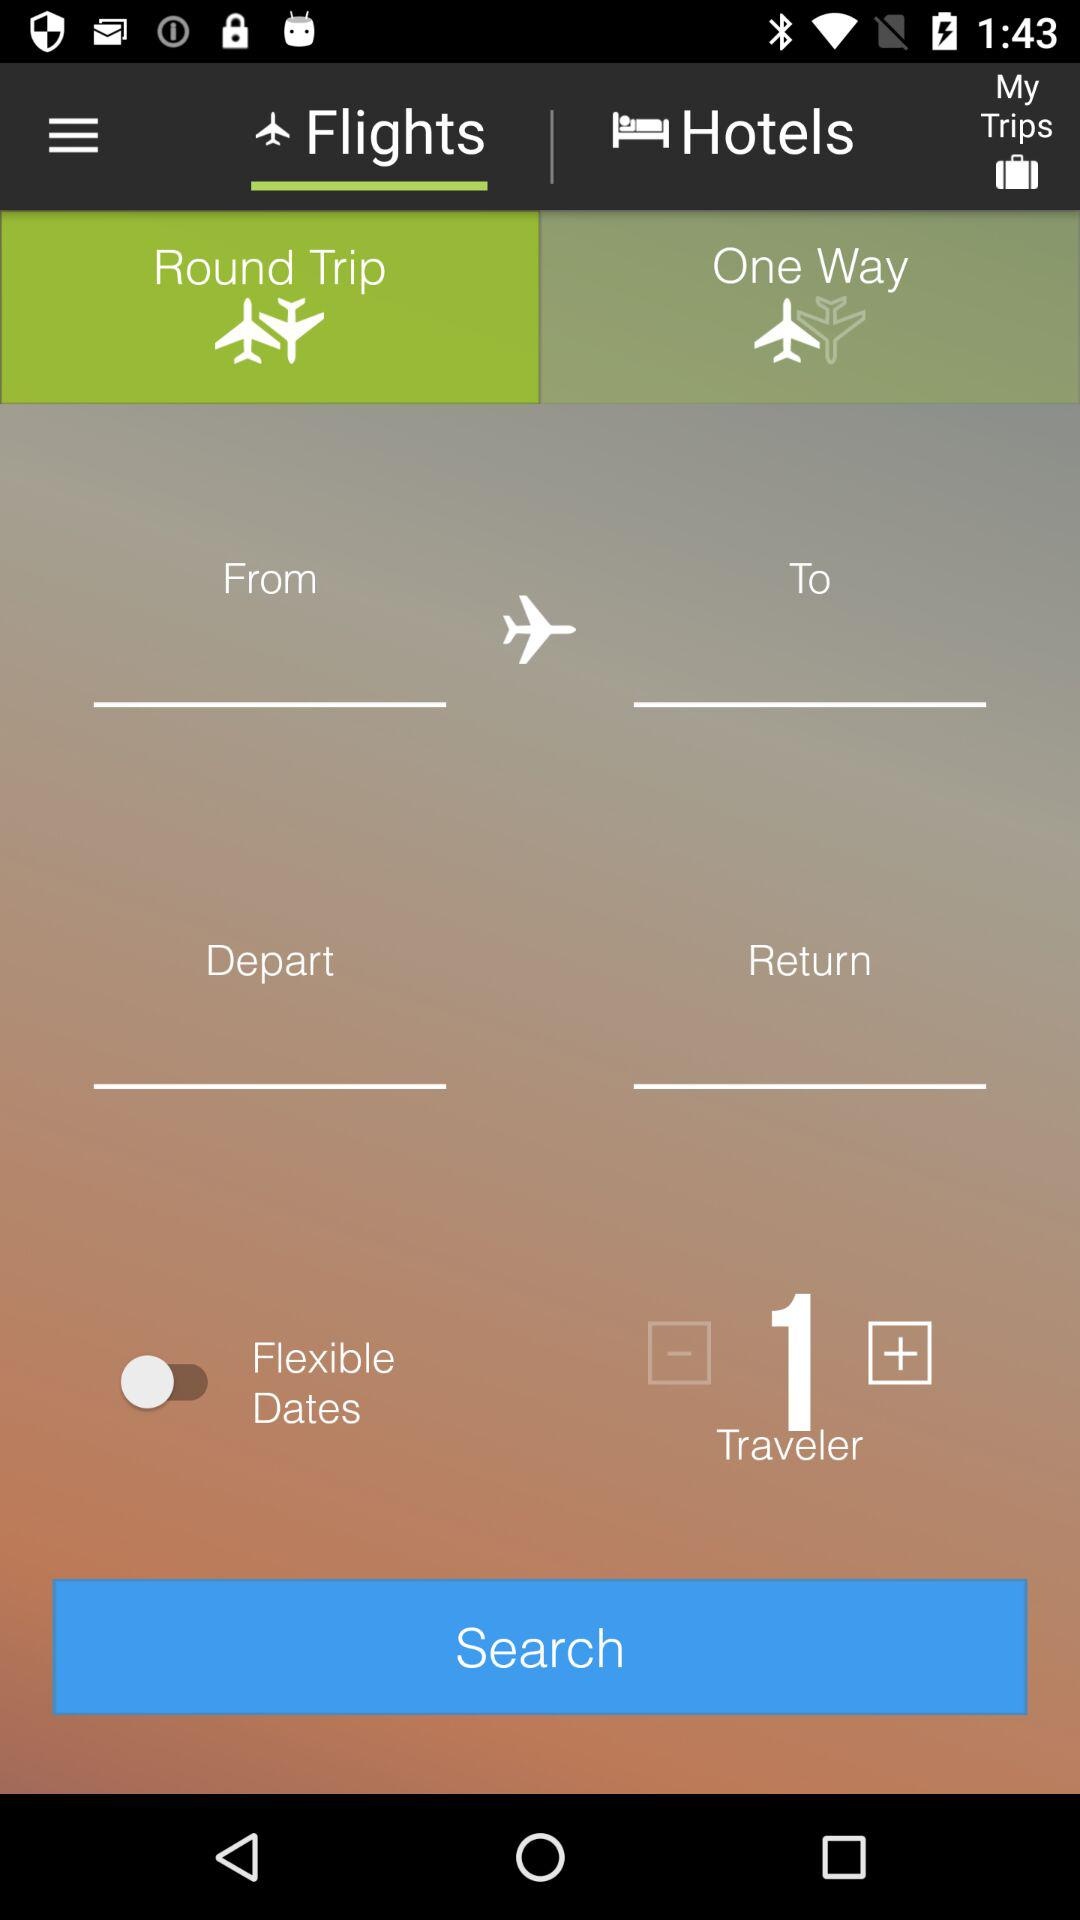 1:43
Flights
Hotels
My
Trips
Round Trip
One Way
From
To
Depart
Return
Flexible
Dates
1
Traveler
Search